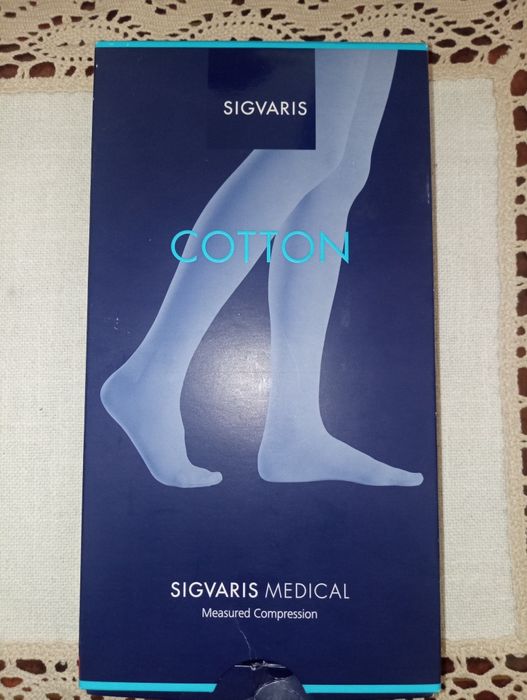 SIGVARIS
COTTON
SIGVARIS MEDICAL
Measured Compression